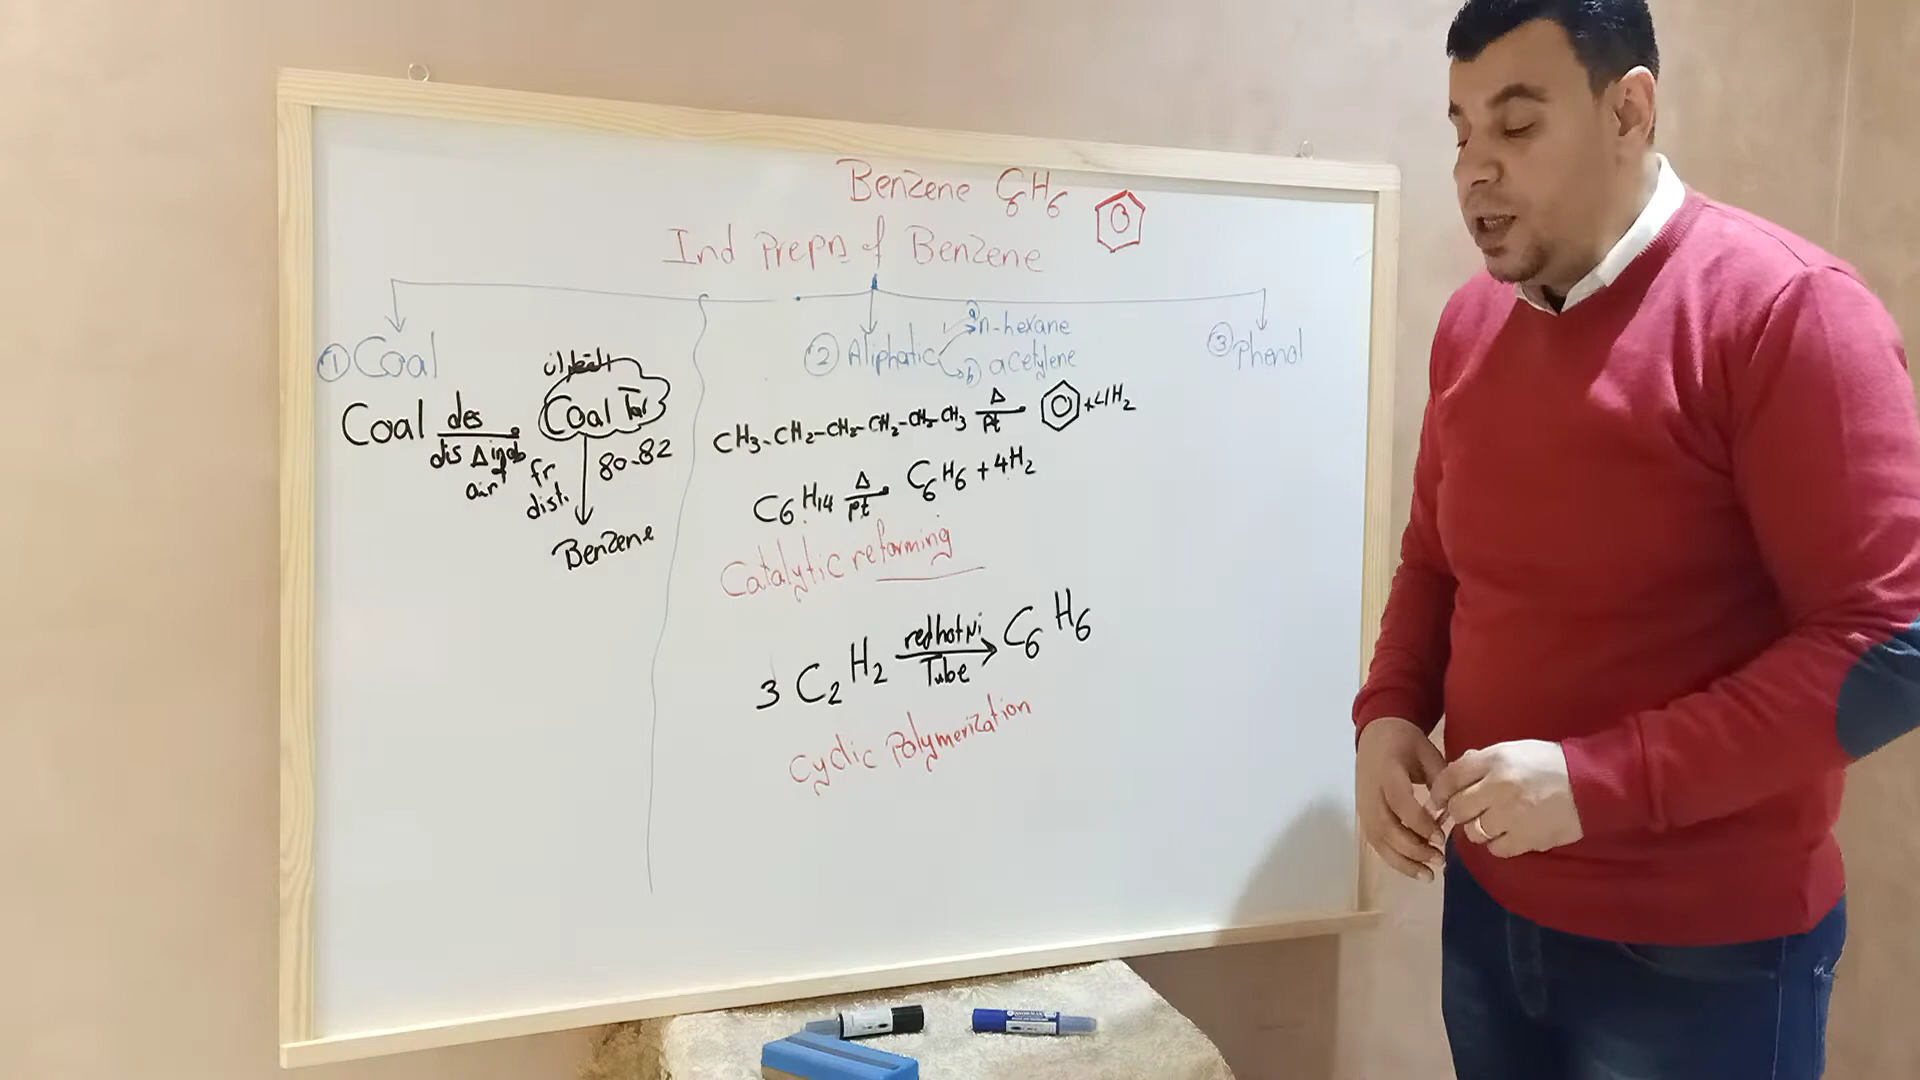 Benzene C6H6
Ind Prepns of Benzene
① Coal
Coal des dis Δ in ab air
Coal Tar
fr dist. 80-82
Benzene
② Aliphatic
a n-hexane
b) acetylene
CH3-CH2-CH2-CH2-CH2-CH3 Δ Pt + 4H2
C6H14 Δ pt C6H6 + 4H2
Catalytic reforming
3 C2H2 red hot Ni Tube C6H6
Cyclic Polymerization
③ phenol